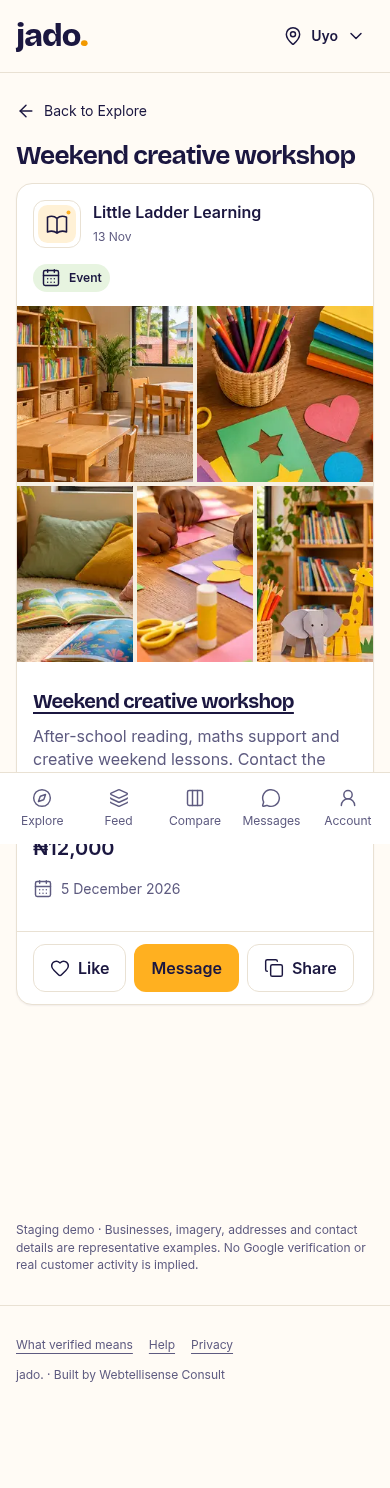 jado.
Uyo
Back to Explore
Weekend creative workshop
Little Ladder Learning
13 Nov
Event
Weekend creative workshop
After-school reading, maths support and
creative weekend lessons. Contact the
Explore
Feed
Compare
Messages
Account
₦12,000
5 December 2026
Like
Message
Share
Staging demo · Businesses, imagery, addresses and contact
details are representative examples. No Google verification or
real customer activity is implied.
What verified means Help Privacy
jado. · Built by Webtellisense Consult